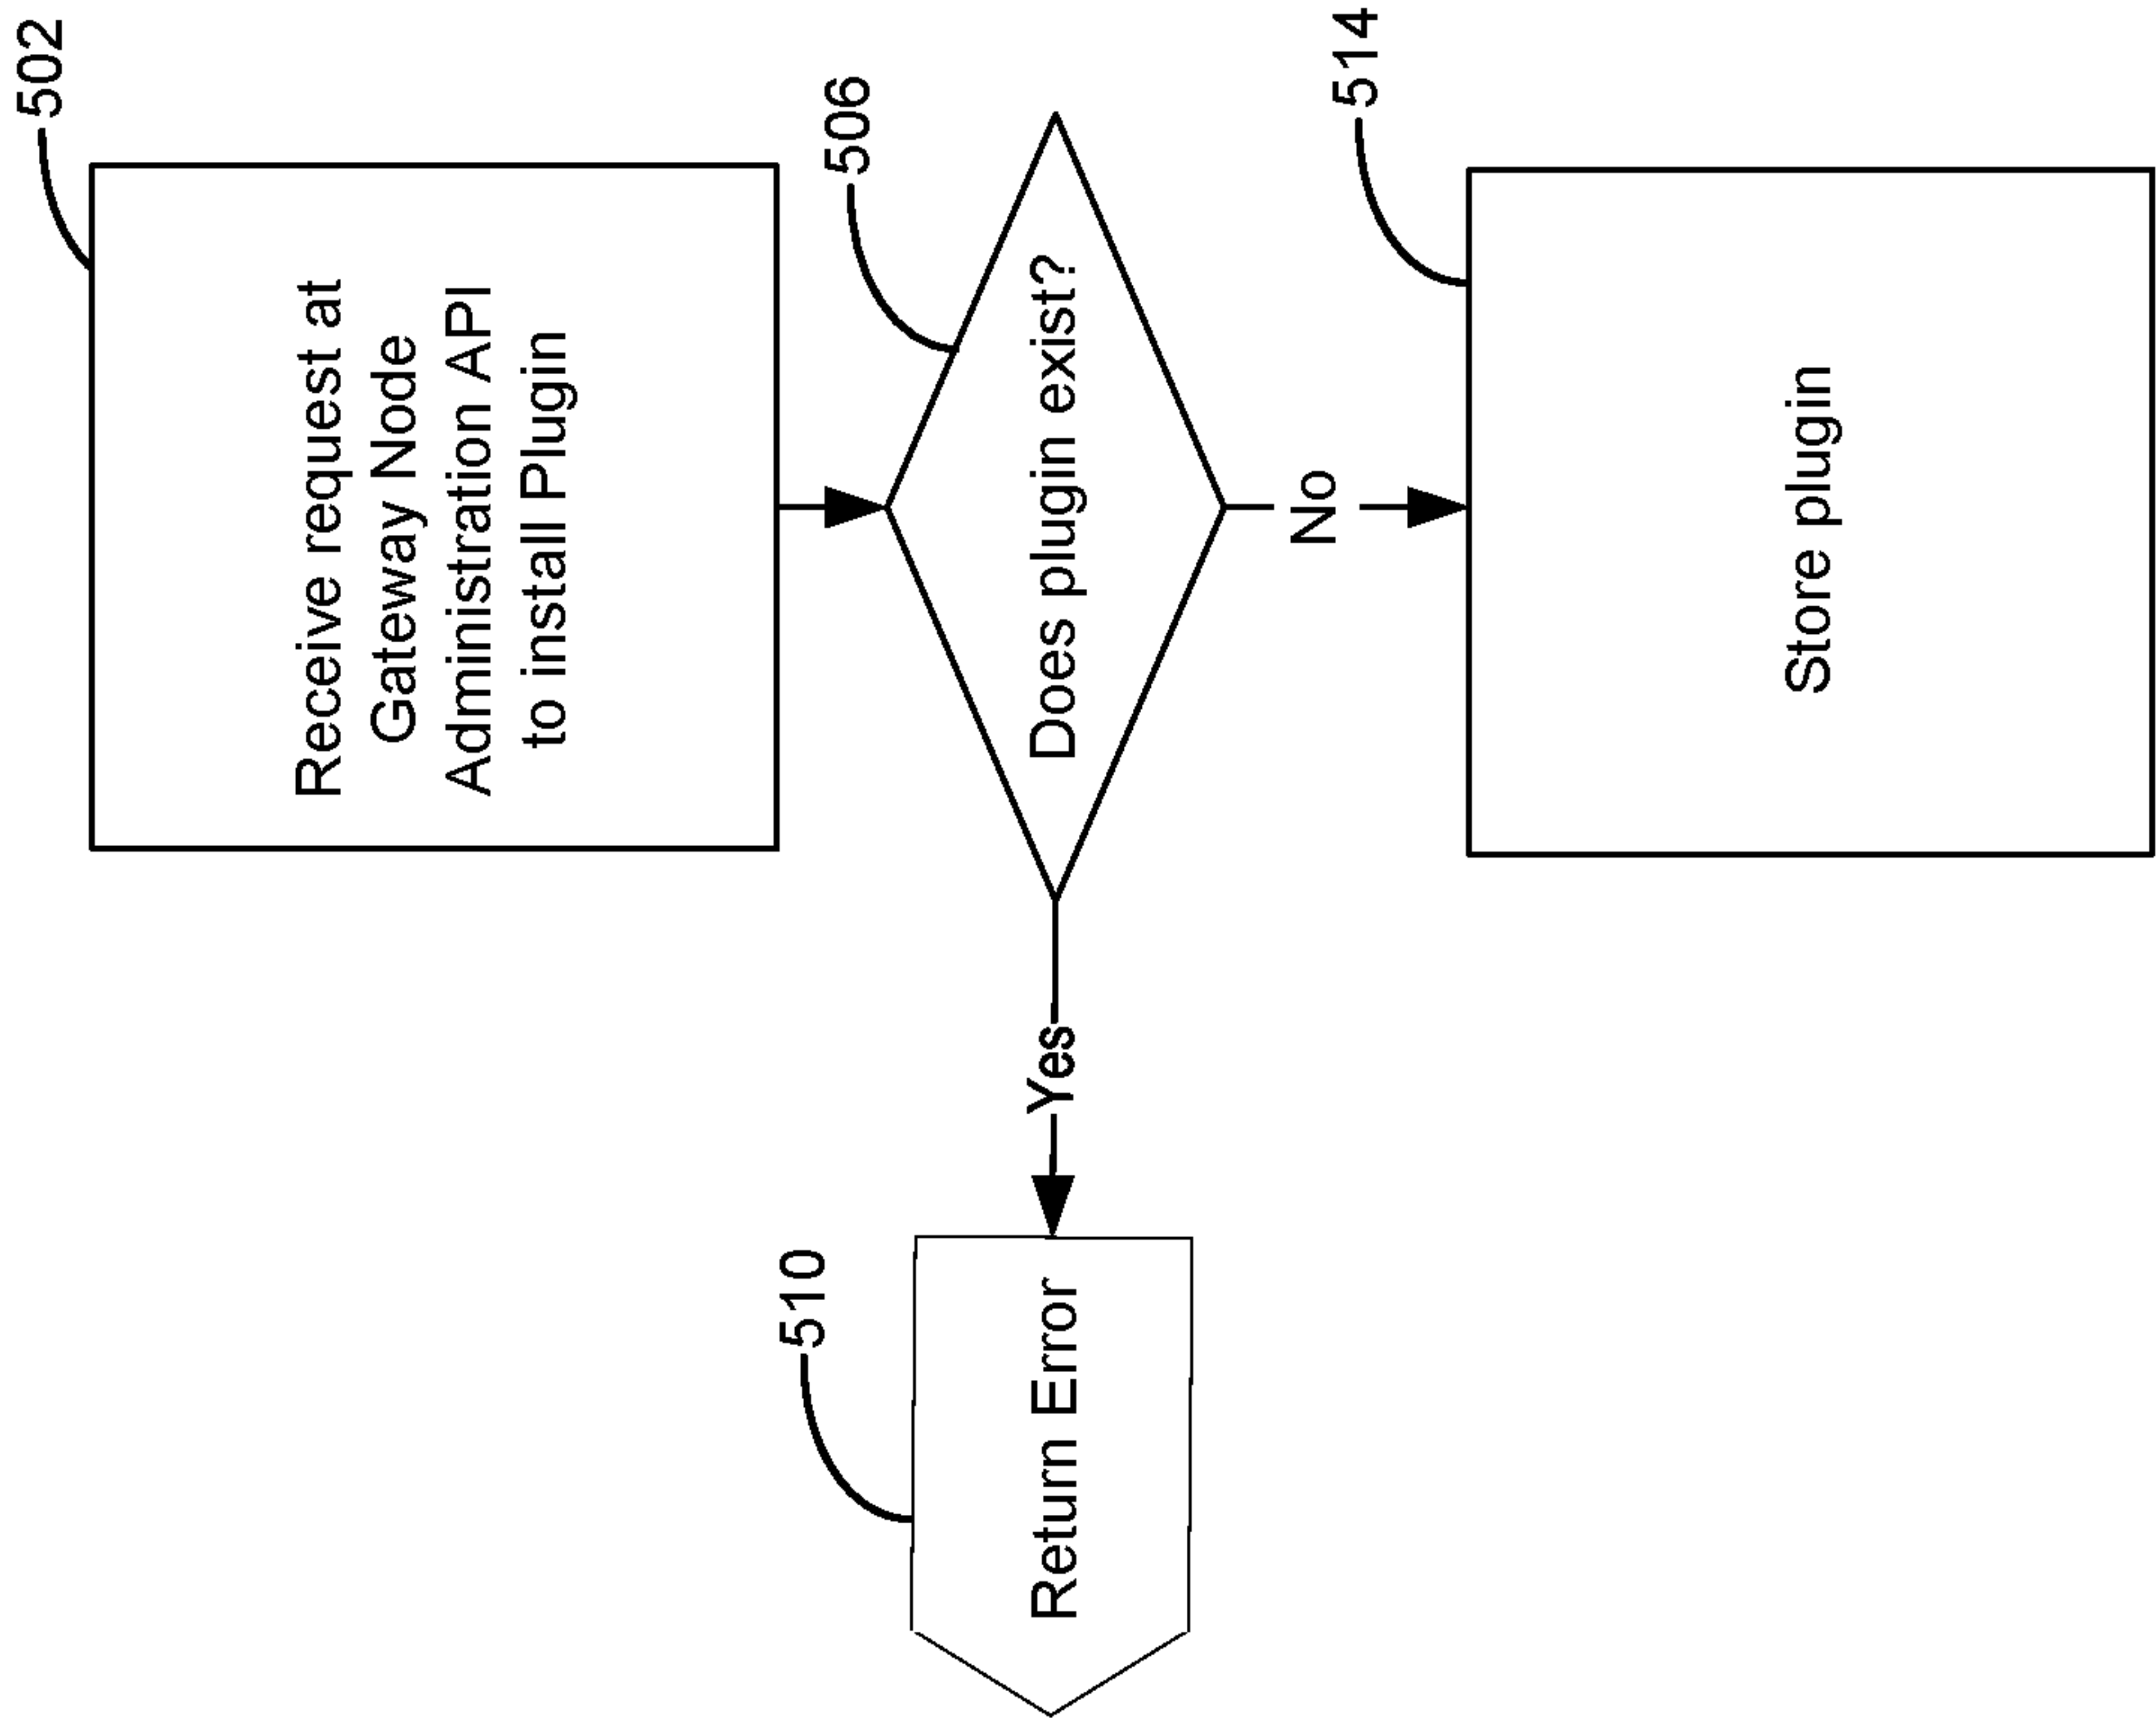 502
Receive request at
Gateway Node
Administration API
to install Plugin
506
Does plugin exist?
Yes
510
Return Error
No
514
Store plugin